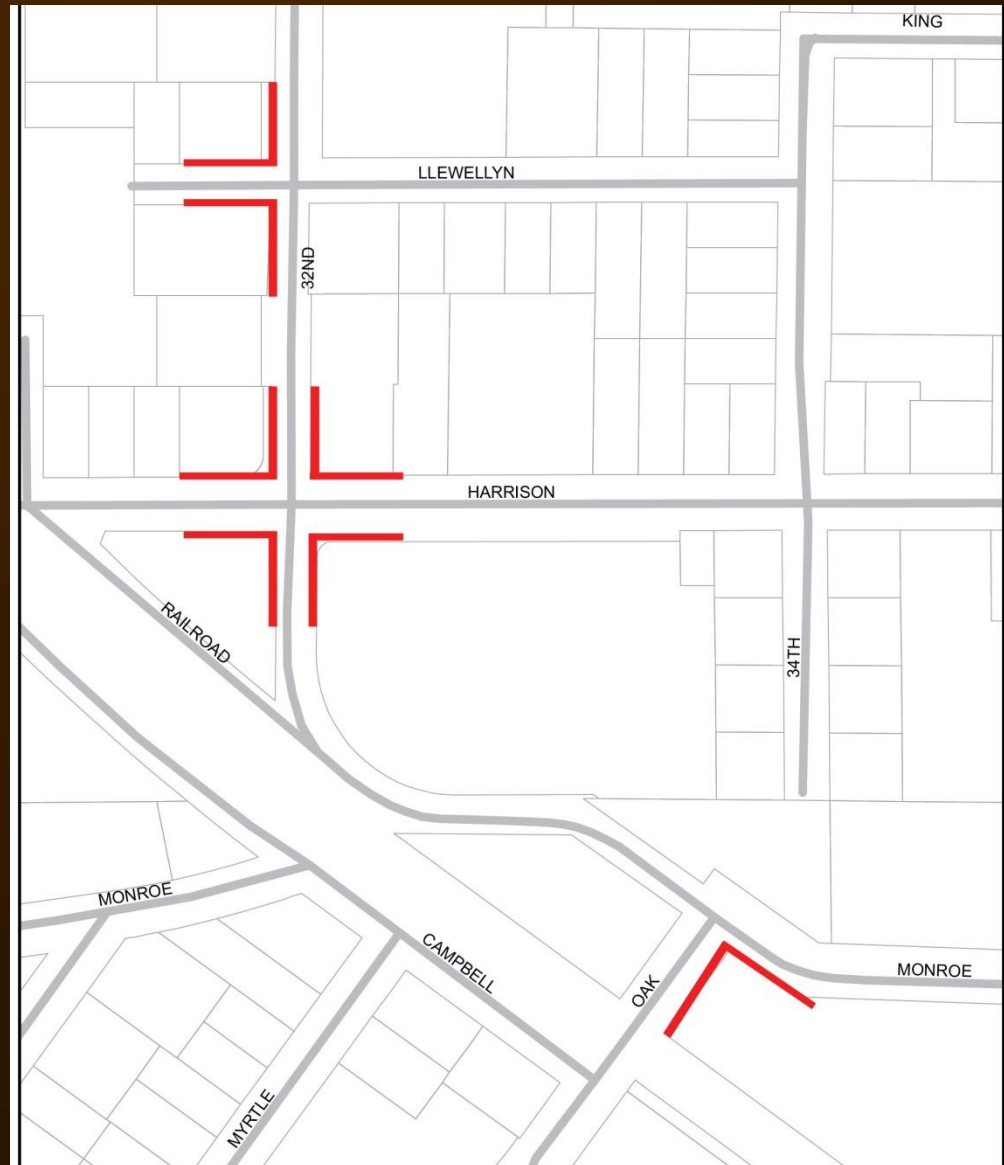 KING
LLEWELLYN
32ND
HARRISON
RAILROAD
34TH
MONROE
CAMPBELL
OAK
MONROE
MYRTLE